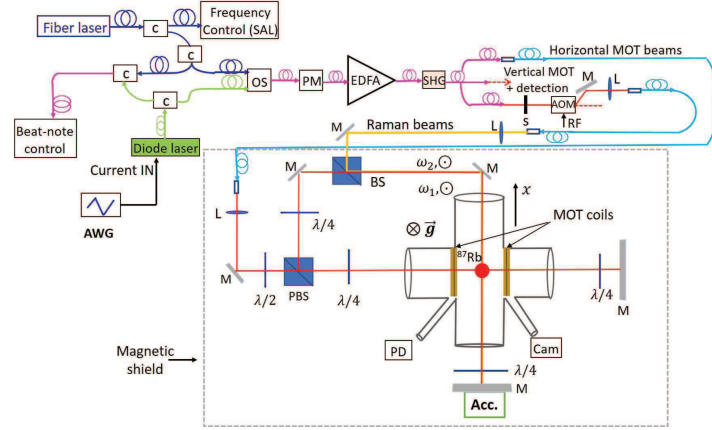 Fiber laser
C
Frequency
Control (SAL)
C
Horizontal MOT beams
C
OS
PM
EDFA
SHG
Vertical MOT
+ detection
M
L
C
S
AOM
RF
Beat-note
control
Diode laser
Current IN
AWG
M
Raman beams
L
M
BS
ω₂,⊙
M
ω₁,⊙
x
L
λ/4
⊗ g⃗
MOT coils
⁸⁷Rb
M
λ/2
PBS
λ/4
λ/4
M
PD
Cam
Magnetic
shield
λ/4
M
Acc.